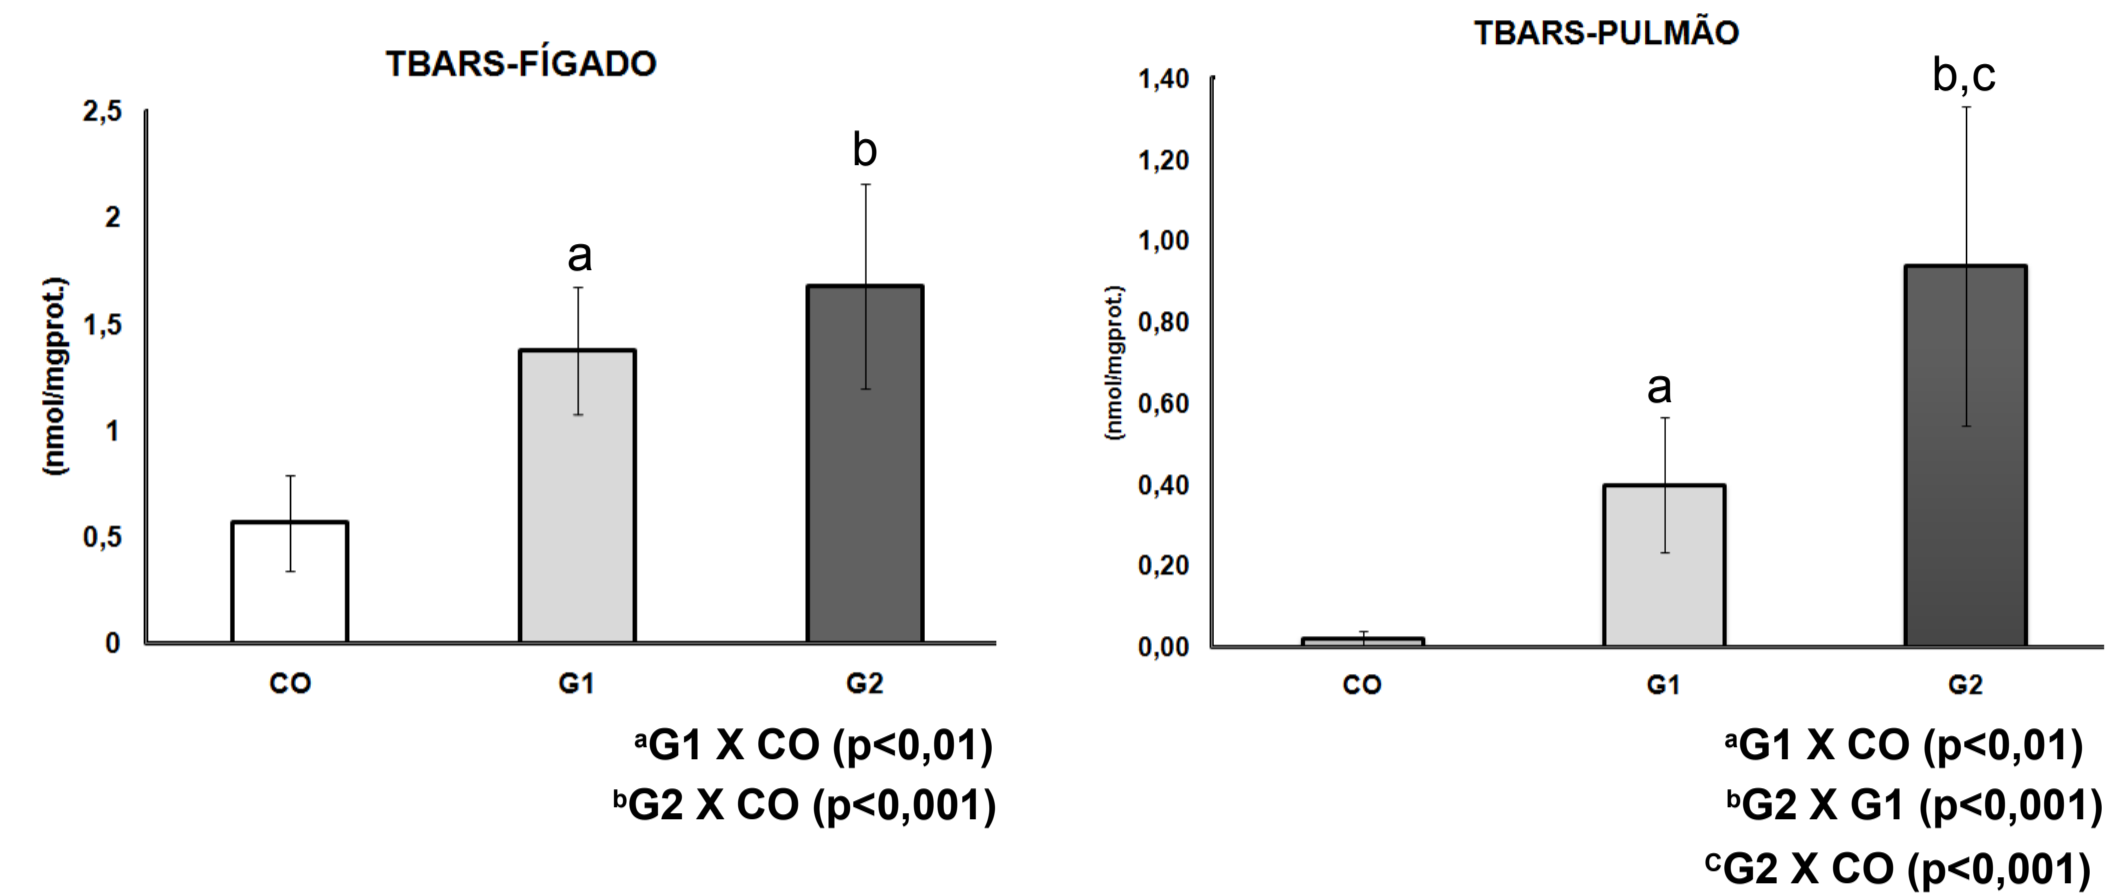 TBARS-FÍGADO
(nmol/mgprot.)
2,5
2
1,5
1
0,5
0
a
b
CO G1 G2
aG1 X CO (p<0,01)
bG2 X CO (p<0,001)
TBARS-PULMÃO
(nmol/mgprot.)
1,40
1,20
1,00
0,80
0,60
0,40
0,20
0,00
a
b,c
CO G1 G2
aG1 X CO (p<0,01)
bG2 X G1 (p<0,001)
CG2 X CO (p<0,001)